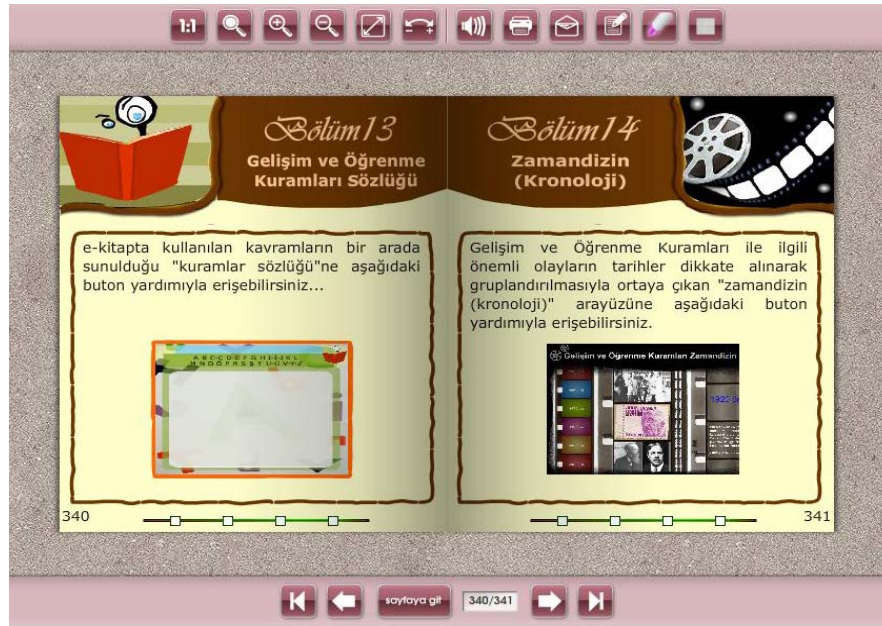 1:1
Bölüm13
Gelişim ve Öğrenme
Kuramları Sözlüğü
e-kitapta kullanılan kavramların bir arada
sunulduğu "kuramlar sözlüğü"ne aşağıdaki
buton yardımıyla erişebilirsiniz...
A B C Ç D E F G H I İ J K L
M N O Ö P R S Ş T U Ü V Y Z
340
Bölüm14
Zamandizin
(Kronoloji)
Gelişim ve Öğrenme Kuramları ile ilgili
önemli olayların tarihler dikkate alınarak
gruplandırılmasıyla ortaya çıkan "zamandizin
(kronoloji)" arayüzüne aşağıdaki buton
yardımıyla erişebilirsiniz.
Gelişim ve Öğrenme Kuramları Zamandizin
341
sayfaya git
340/341